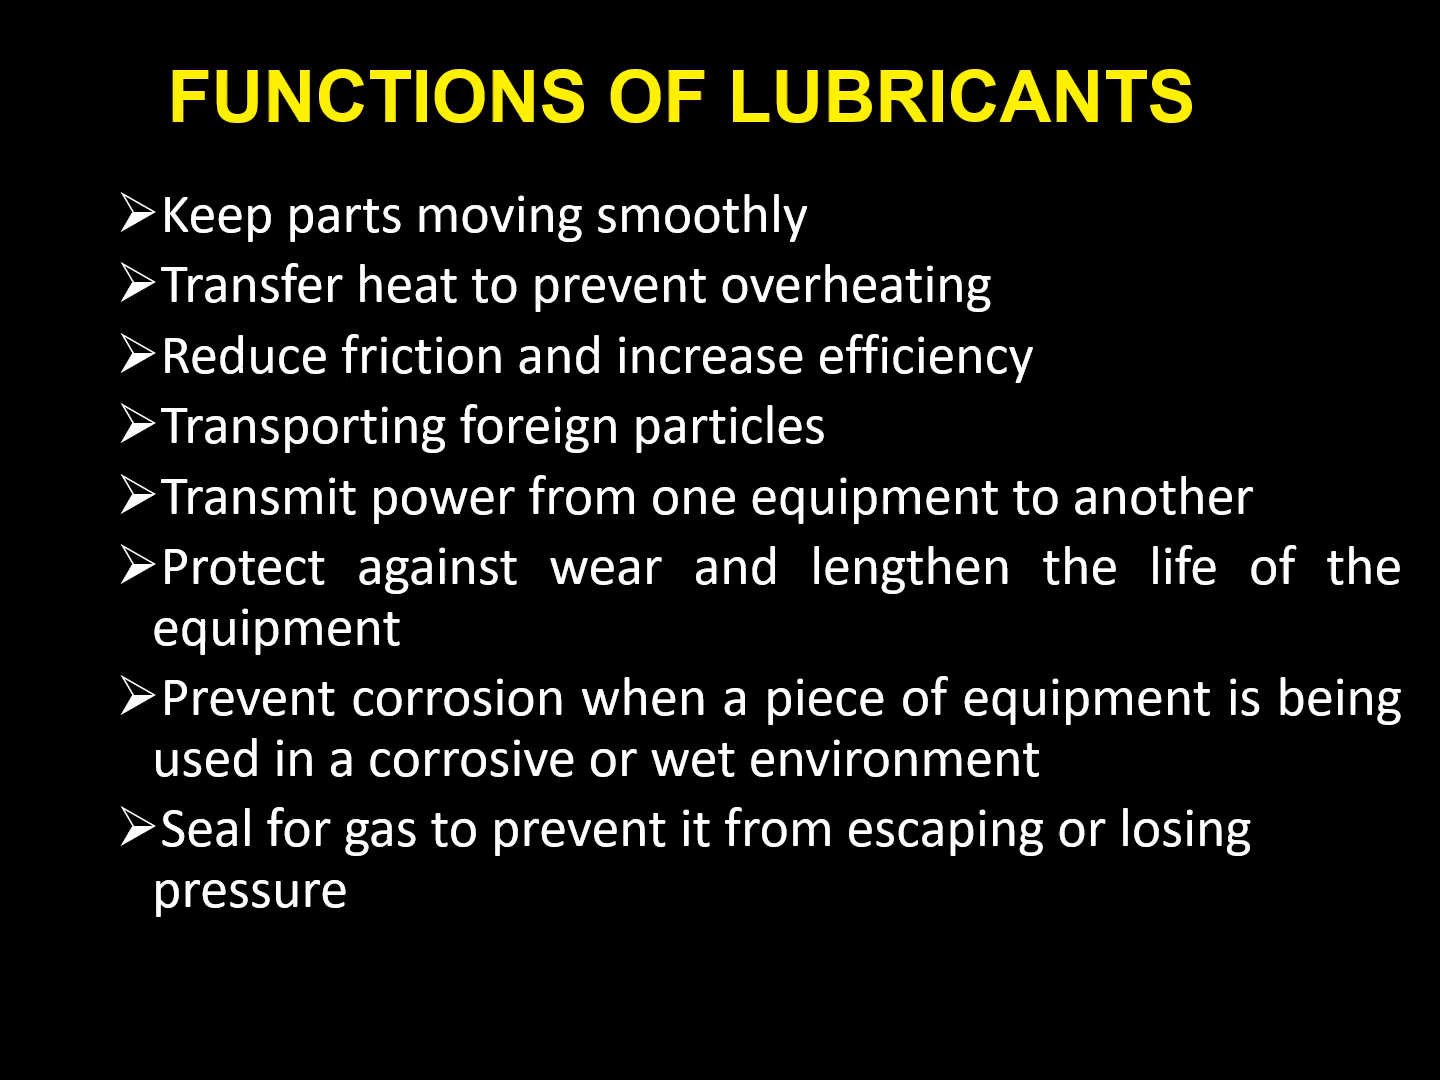 FUNCTIONS OF LUBRICANTS
➢Keep parts moving smoothly
➢Transfer heat to prevent overheating
➢Reduce friction and increase efficiency
➢Transporting foreign particles
➢Transmit power from one equipment to another
➢Protect against wear and lengthen the life of the
equipment
➢Prevent corrosion when a piece of equipment is being
used in a corrosive or wet environment
➢Seal for gas to prevent it from escaping or losing
pressure